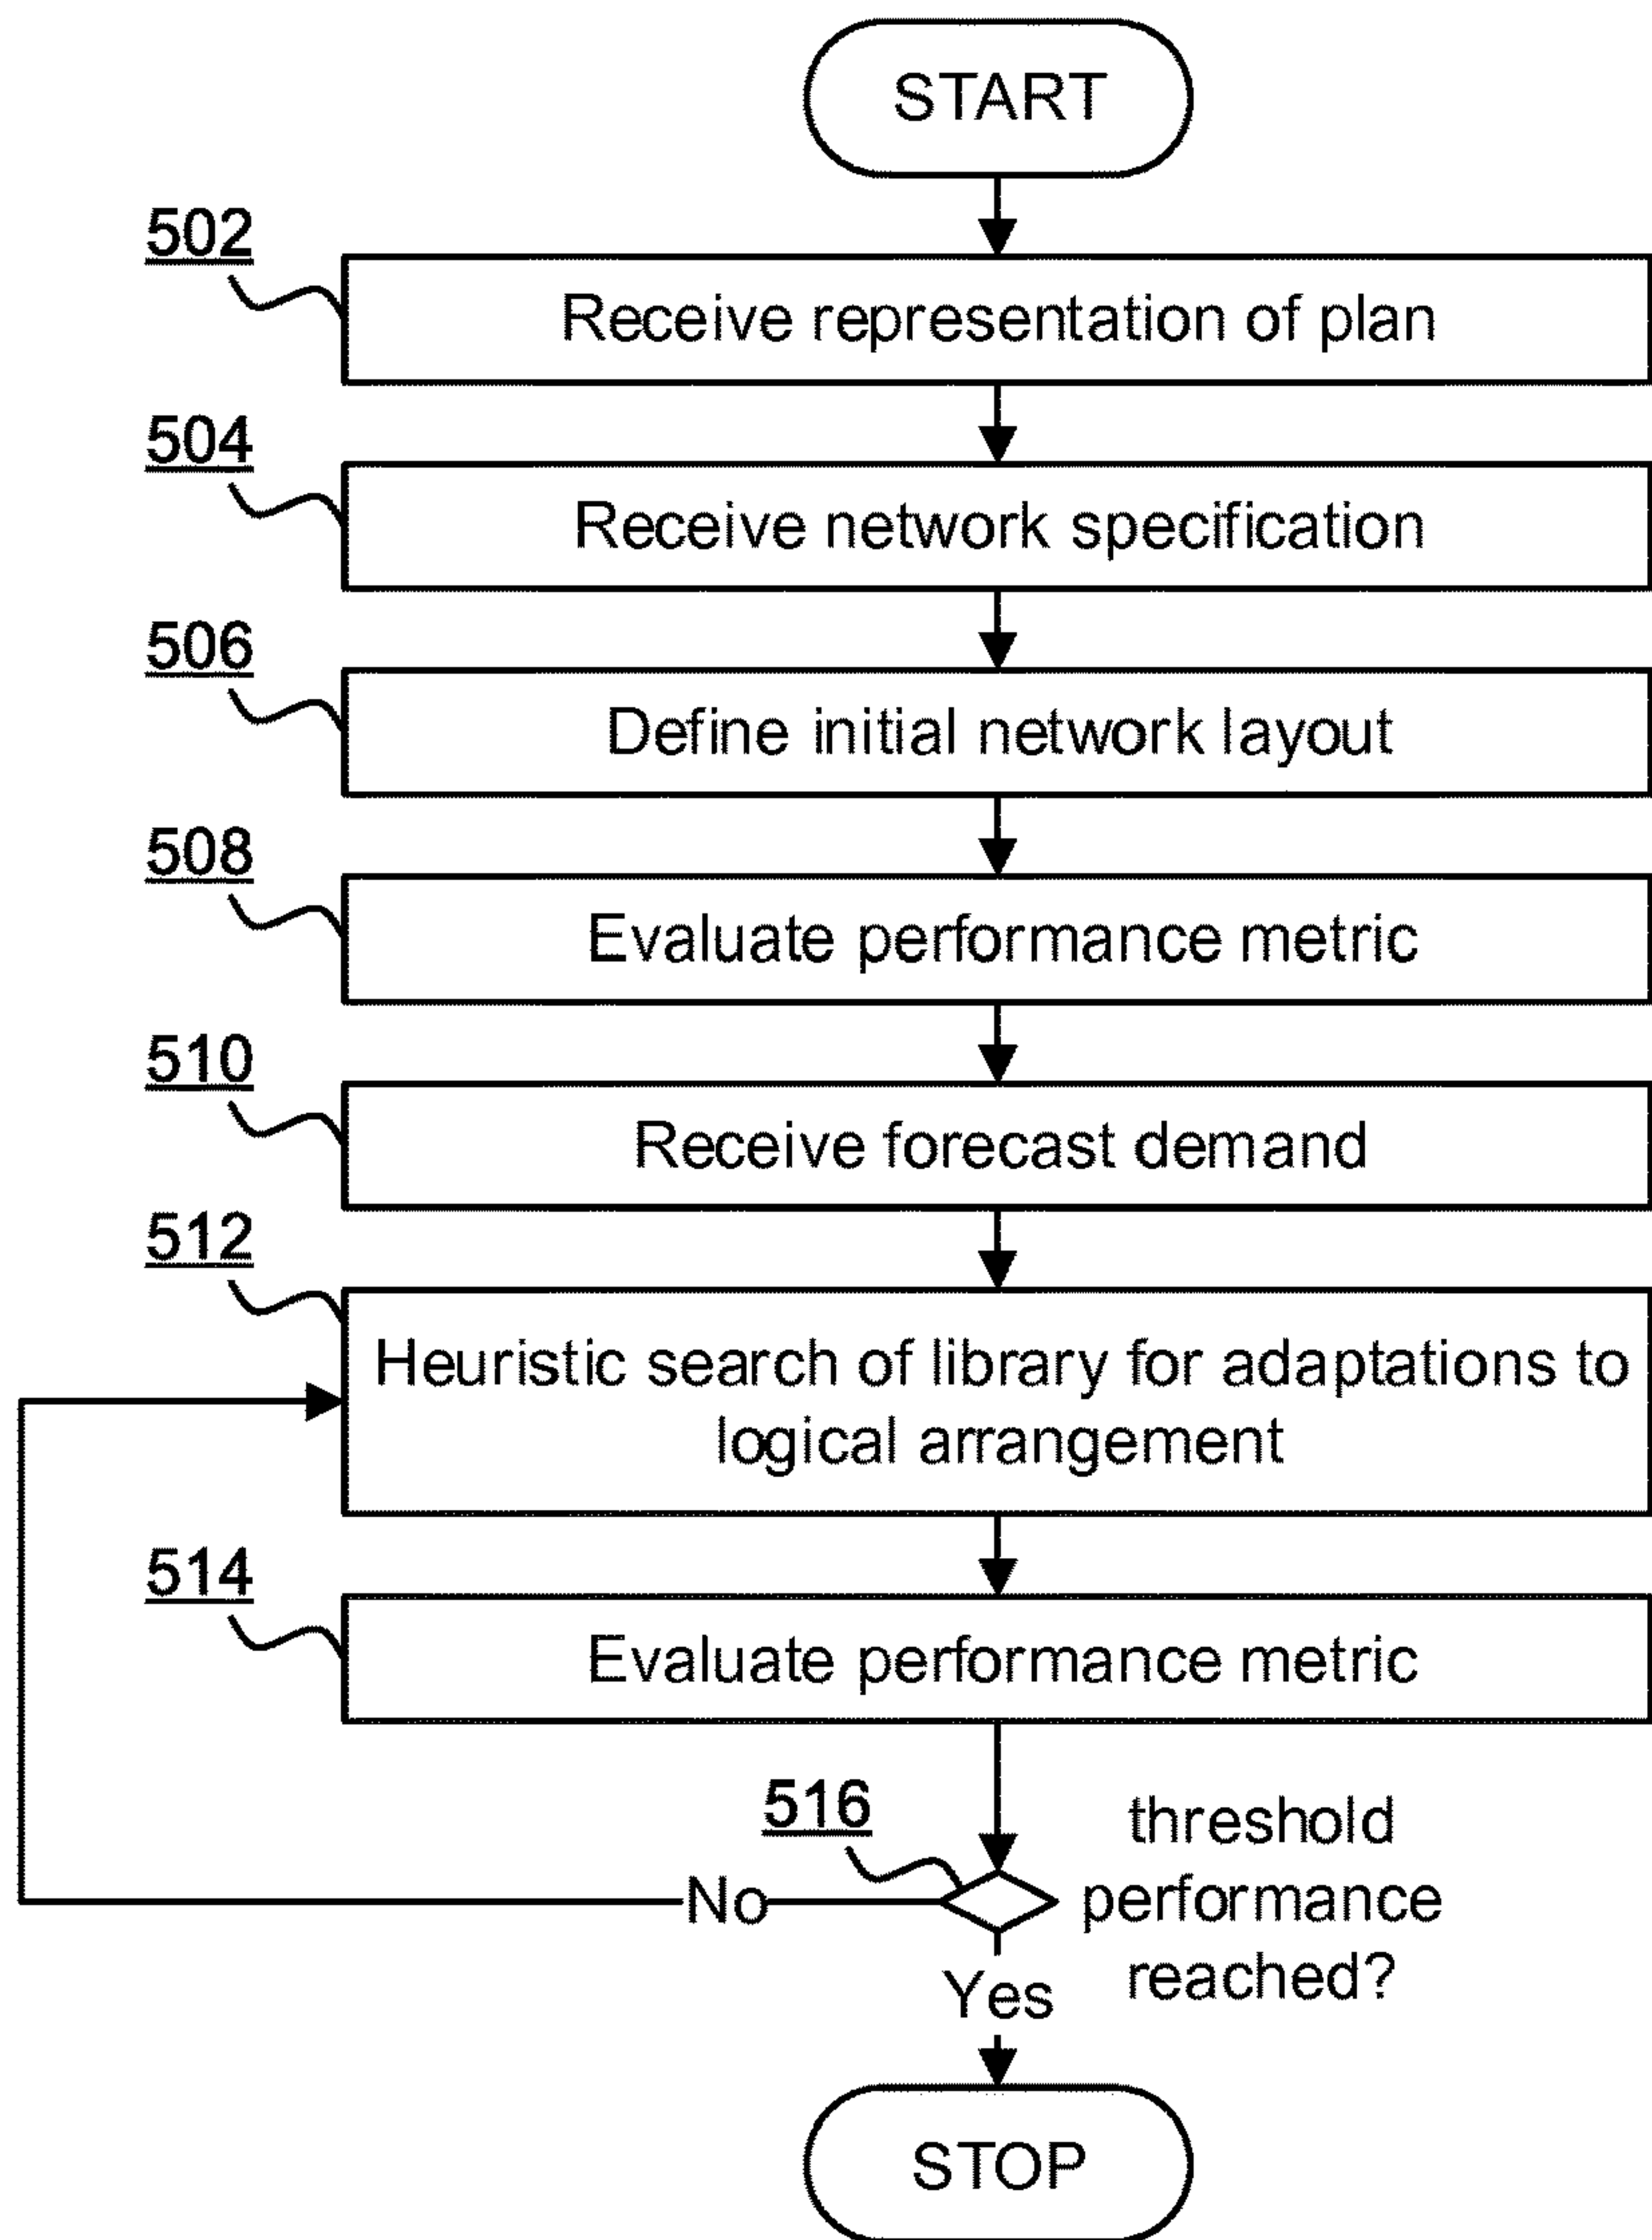 START
502
Receive representation of plan
504
Receive network specification
506
Define initial network layout
508
Evaluate performance metric
510
Receive forecast demand
512
Heuristic search of library for adaptations to
logical arrangement
514
Evaluate performance metric
516
threshold
performance
reached?
No
Yes
STOP